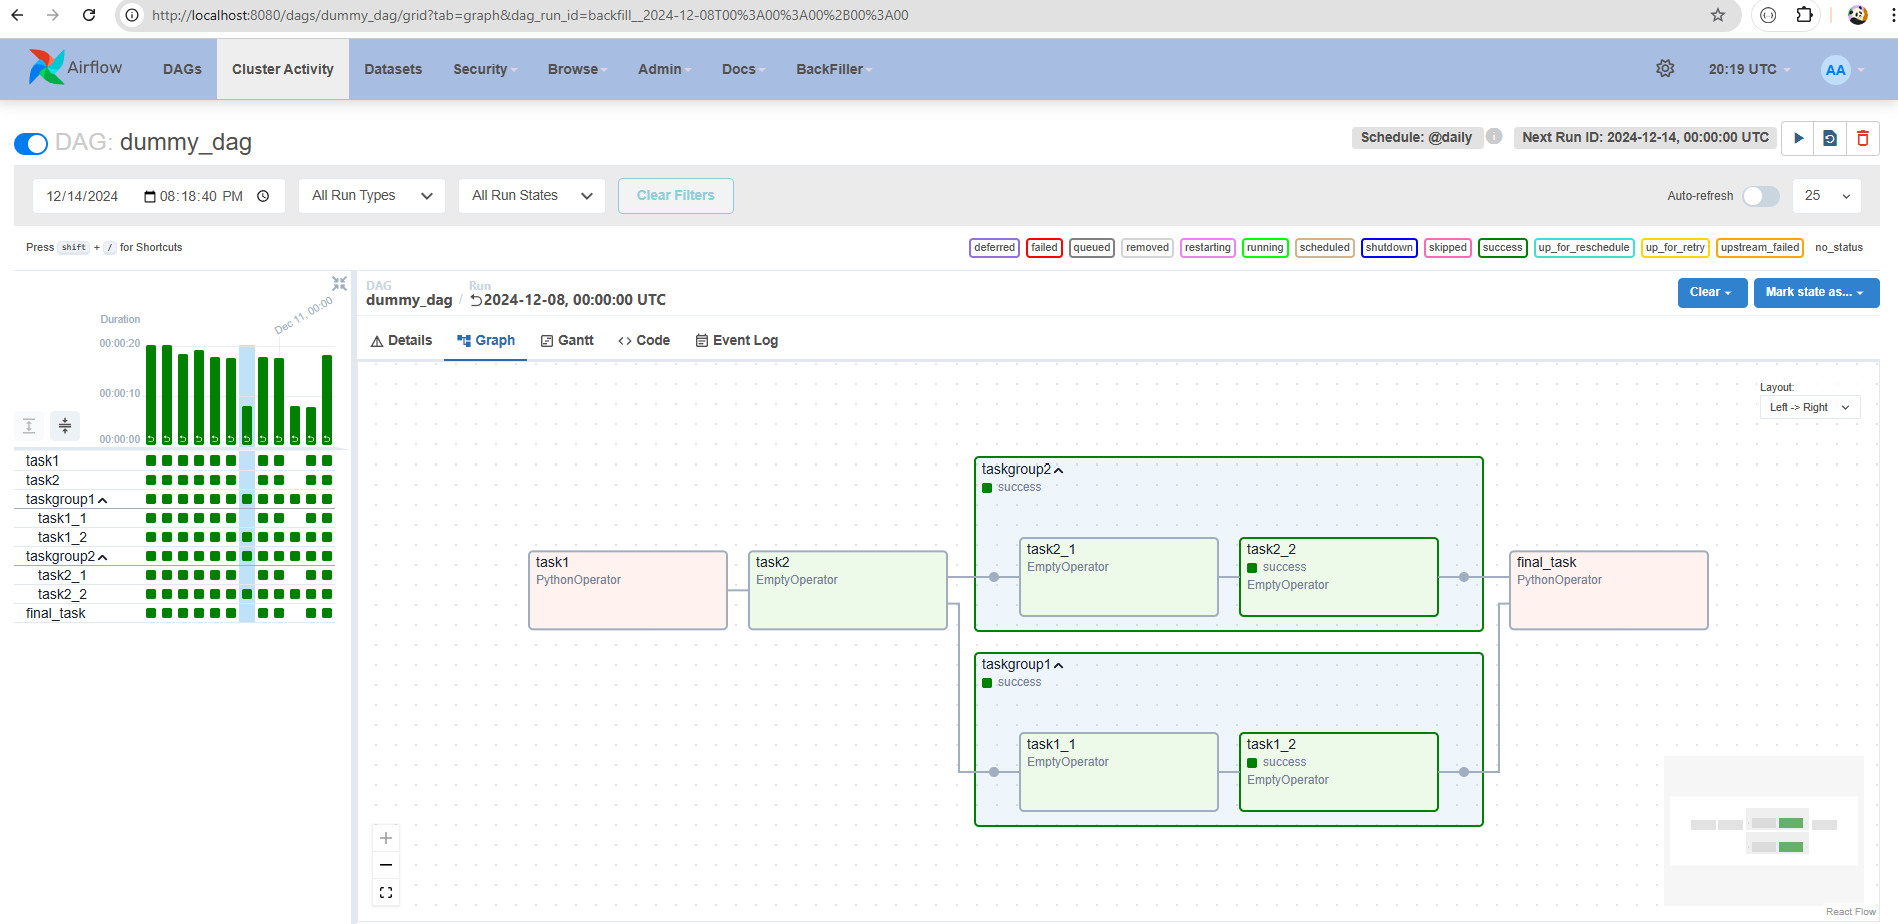 http://localhost:8080/dags/dummy_dag/grid?tab=graph&dag_run_id=backfill__2024-12-08T00%3A00%3A00%2B00%3A00
Airflow
DAGs
Cluster Activity
Datasets
Security
Browse
Admin
Docs
BackFiller
20:19 UTC
AA
DAG: dummy_dag
Schedule: @daily
Next Run ID: 2024-12-14, 00:00:00 UTC
12/14/2024
08:18:40 PM
All Run Types
All Run States
Clear Filters
Auto-refresh
25
Press shift + / for Shortcuts
deferred
failed
queued
removed
restarting
running
scheduled
shutdown
skipped
success
up_for_reschedule
up_for_retry
upstream_failed
no_status
Dec 11, 00:00
Duration
00:00:20
00:00:10
00:00:00
task1
task2
taskgroup1
task1_1
task1_2
taskgroup2
task2_1
task2_2
final_task
DAG
dummy_dag
/
Run
2024-12-08, 00:00:00 UTC
Clear
Mark state as...
Details
Graph
Gantt
Code
Event Log
Layout:
Left -> Right
task1
PythonOperator
task2
EmptyOperator
taskgroup2
success
task2_1
EmptyOperator
task2_2
success
EmptyOperator
taskgroup1
success
task1_1
EmptyOperator
task1_2
success
EmptyOperator
final_task
PythonOperator
React Flow